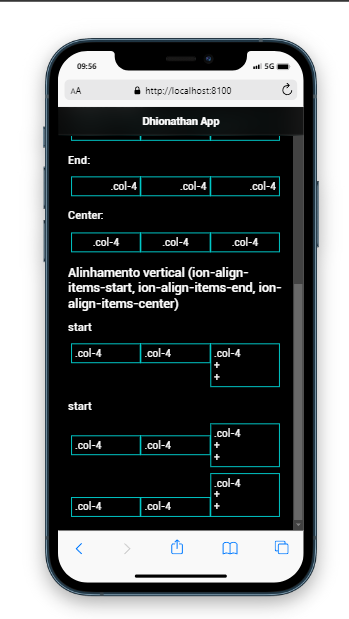 09:56
5G
AA
http://localhost:8100
Dhionathan App
End:
.col-4 .col-4 .col-4
Center:
.col-4 .col-4 .col-4
Alinhamento vertical (ion-align-
items-start, ion-align-items-end, ion-
align-items-center)
start
.col-4 .col-4 .col-4
+
+
start
.col-4
.col-4 .col-4 +
+
.col-4
+
.col-4 .col-4 +